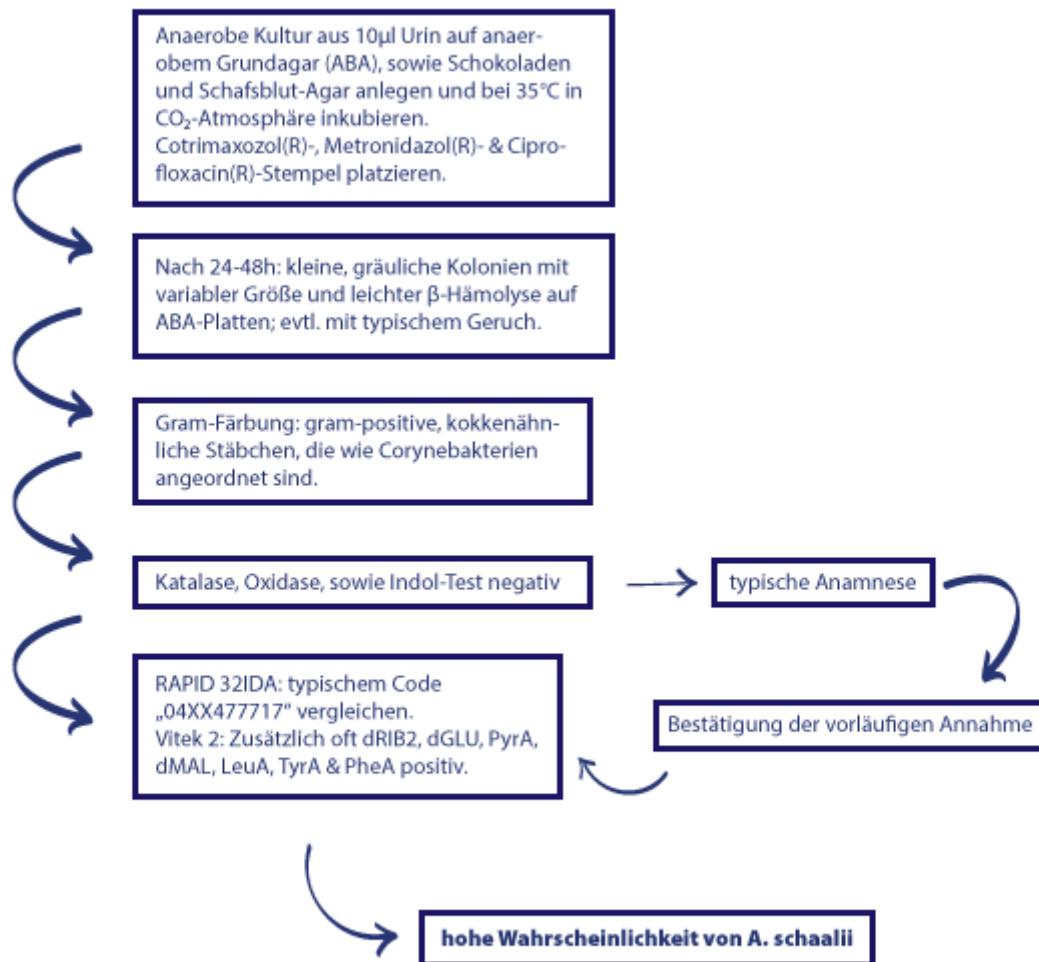 Anaerobe Kultur aus 10µl Urin auf anaer-
obem Grundagar (ABA), sowie Schokoladen
und Schafsblut-Agar anlegen und bei 35°C in
CO₂-Atmosphäre inkubieren.
Cotrimaxozol(R)-, Metronidazol(R)- & Cipro-
floxacin(R)-Stempel platzieren.
Nach 24-48h: kleine, gräuliche Kolonien mit
variabler Größe und leichter β-Hämolyse auf
ABA-Platten; evtl. mit typischem Geruch.
Gram-Färbung: gram-positive, kokkenähn-
liche Stäbchen, die wie Corynebakterien
angeordnet sind.
Katalase, Oxidase, sowie Indol-Test negativ
typische Anamnese
Bestätigung der vorläufigen Annahme
RAPID 32IDA: typischem Code
„04XX477717“ vergleichen.
Vitek 2: Zusätzlich oft dRIB2, dGLU, PyrA,
dMAL, LeuA, TyrA & PheA positiv.
hohe Wahrscheinlichkeit von A. schaalii